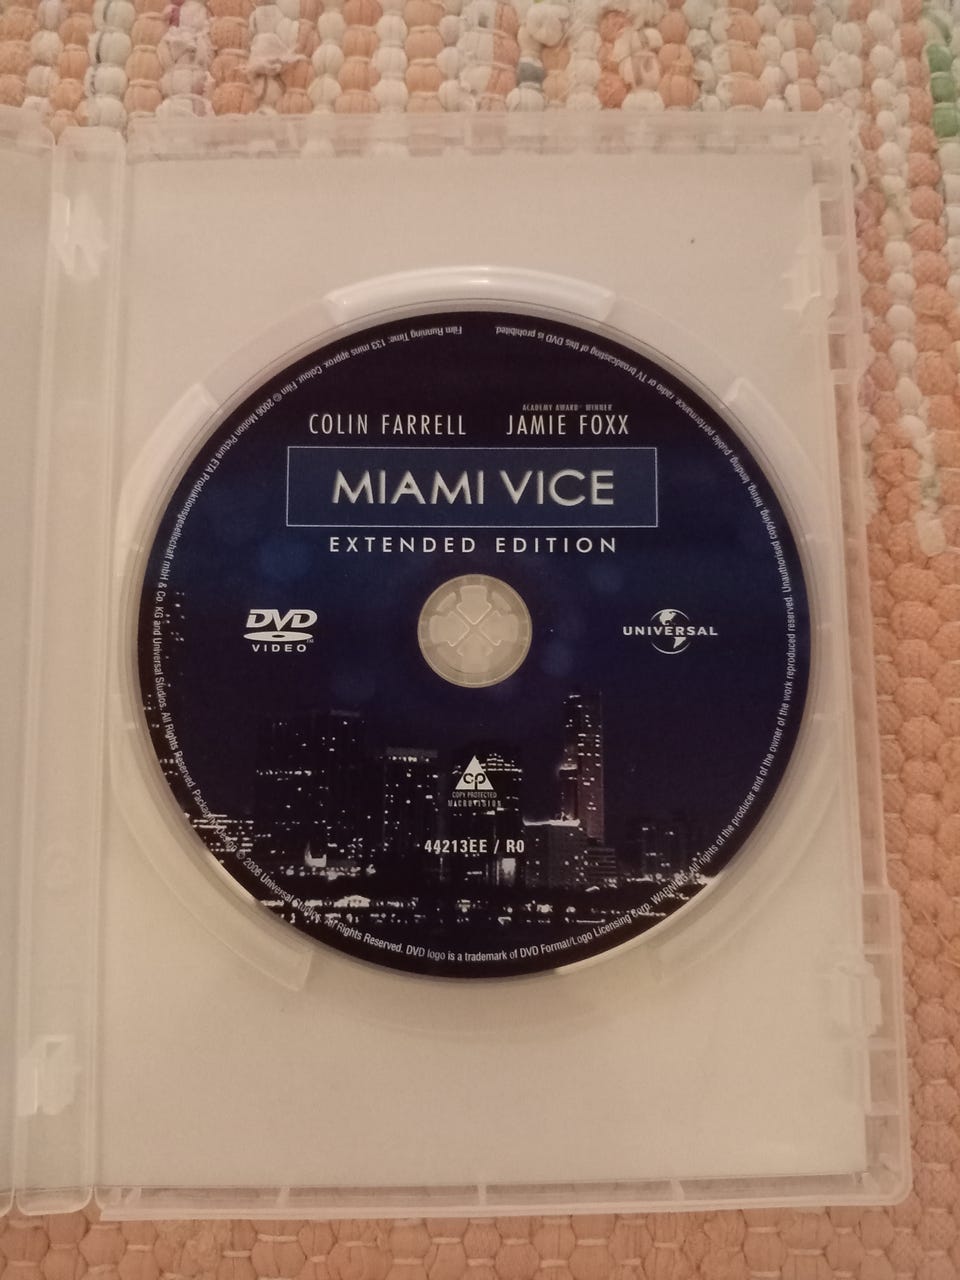 COLIN FARRELL
ACADEMY AWARD® WINNER
JAMIE FOXX
MIAMI VICE
EXTENDED EDITION
DVD
VIDEO
TM
UNIVERSAL
CP
COPY PROTECTED
MACROVISION
44213EE / R0
Film Running Time: 133 mins approx. Colour. Film © 2006 Motion Picture ETA Produktionsgesellschaft mbH & Co. KG and Universal Studios. All Rights Reserved. Packaging Design © 2006 Universal Studios. All Rights Reserved. DVD logo is a trademark of DVD Format/Logo Licensing Corp. WARNING: All rights of the producer and of the owner of the work reproduced reserved. Unauthorised copying, hiring, lending, public performance, radio or TV broadcasting of this DVD is prohibited.